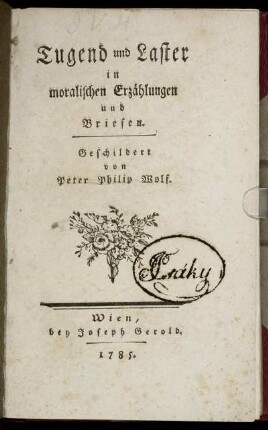 Tugend und Laster
in
moralischen Erzählungen
und
Briefen.
Geschildert
von
Peter Philip Wolf.
Wien,
bey Joseph Gerold.
1785.